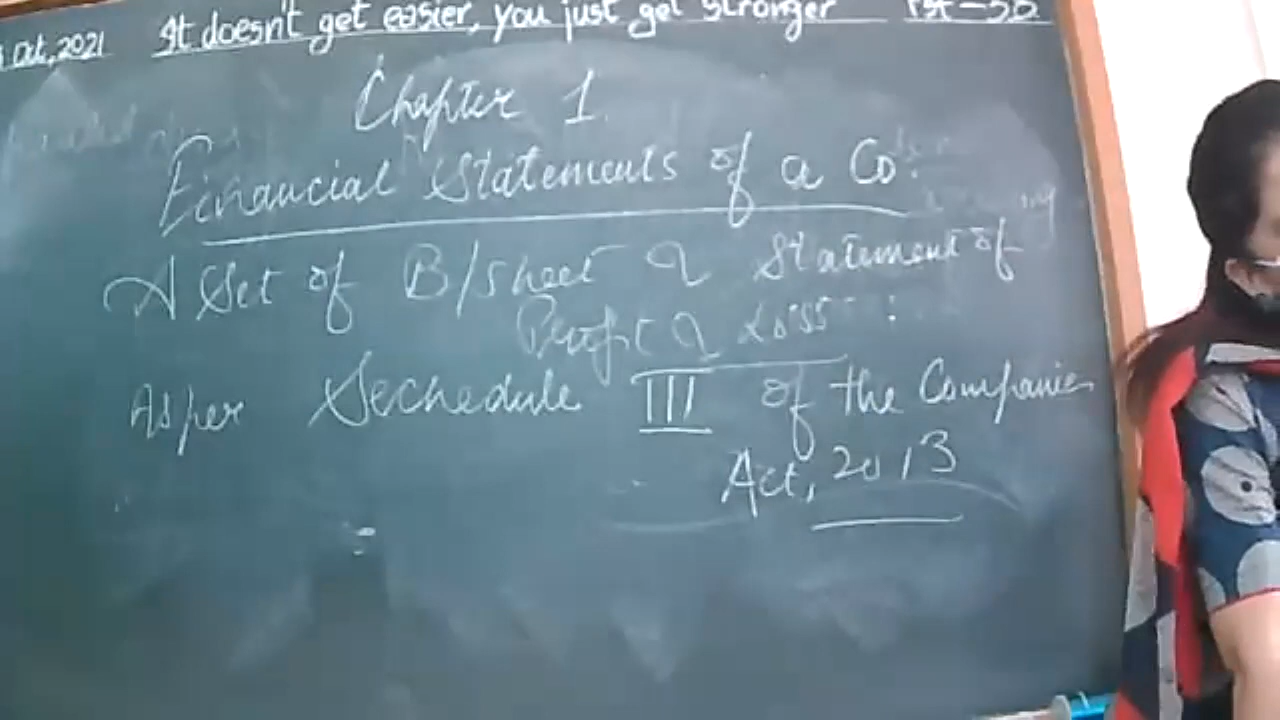 Oct, 2021 It doesn't get easier, you just get stronger
Chapter 1.
Financial Statements of a Co.
A Set of B/Sheet & Statement of
Profit & Loss :
As per Sechedule III of the Companies
Act, 2013